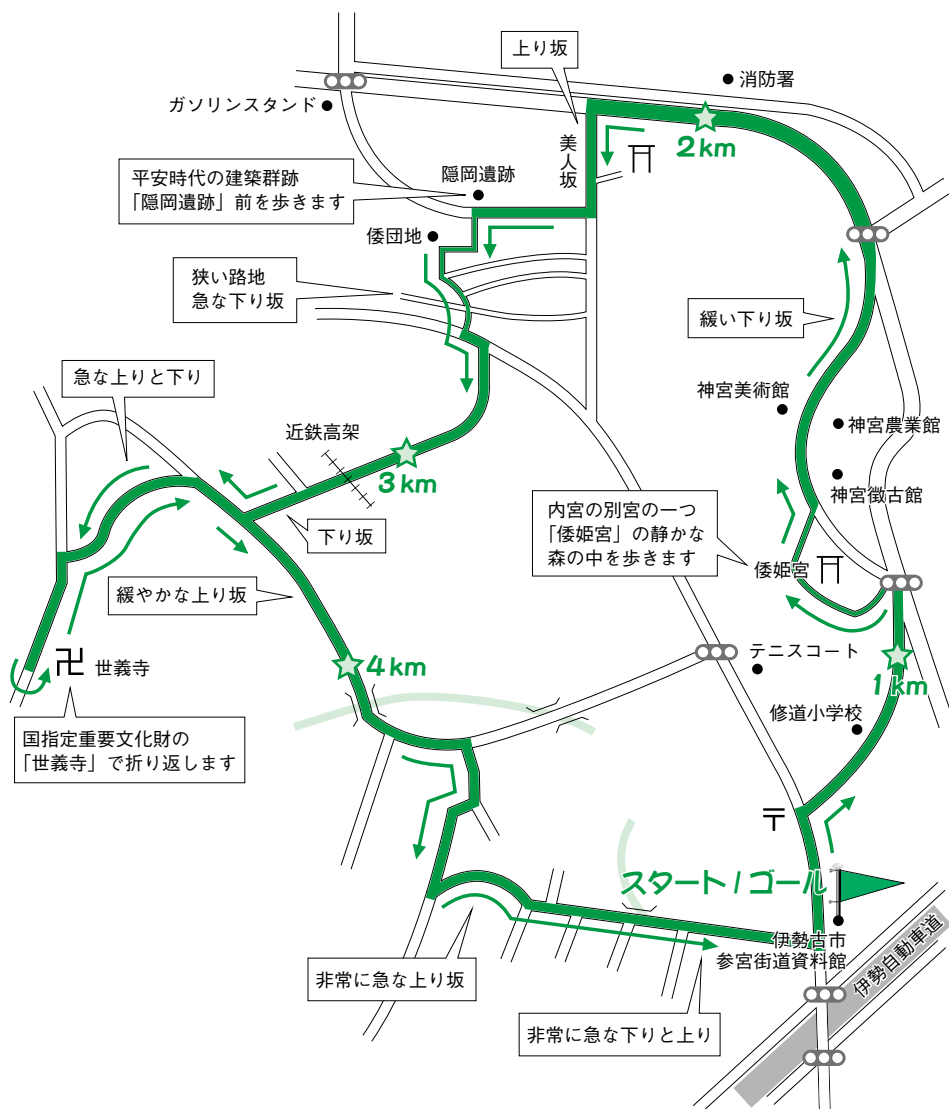 上り坂
消防署
ガソリンスタンド
2km
美人坂
平安時代の建築群跡
「隠岡遺跡」前を歩きます
隠岡遺跡
倭団地
狭い路地
急な下り坂
緩い下り坂
急な上りと下り
神宮美術館
神宮農業館
近鉄高架
3km
神宮徴古館
内宮の別宮の一つ
「倭姫宮」の静かな
森の中を歩きます
下り坂
倭姫宮
緩やかな上り坂
テニスコート
世義寺
4km
1km
修道小学校
国指定重要文化財の
「世義寺」で折り返します
〒
スタート/ゴール
伊勢古市
参宮街道資料館
伊勢自動車道
非常に急な上り坂
非常に急な下りと上り